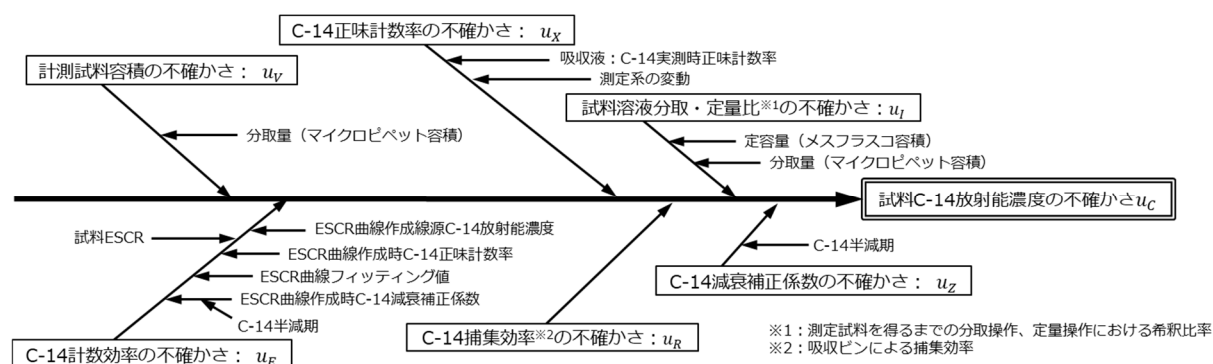 C-14正味計数率の不確かさ： uX
吸収液：C-14実測時正味計数率
測定系の変動
計測試料容積の不確かさ： uV
分取量（マイクロピペット容積）
試料溶液分取・定量比※1の不確かさ：uI
定容量（メスフラスコ容積）
分取量（マイクロピペット容積）
試料C-14放射能濃度の不確かさuC
試料ESCR
ESCR曲線作成線源C-14放射能濃度
ESCR曲線作成時C-14正味計数率
ESCR曲線フィッティング値
ESCR曲線作成時C-14減衰補正係数
C-14半減期
C-14計数効率の不確かさ： uE
C-14捕集効率※2の不確かさ：uR
C-14半減期
C-14減衰補正係数の不確かさ： uZ
※1：測定試料を得るまでの分取操作、定量操作における希釈比率
※2：吸収ビンによる捕集効率